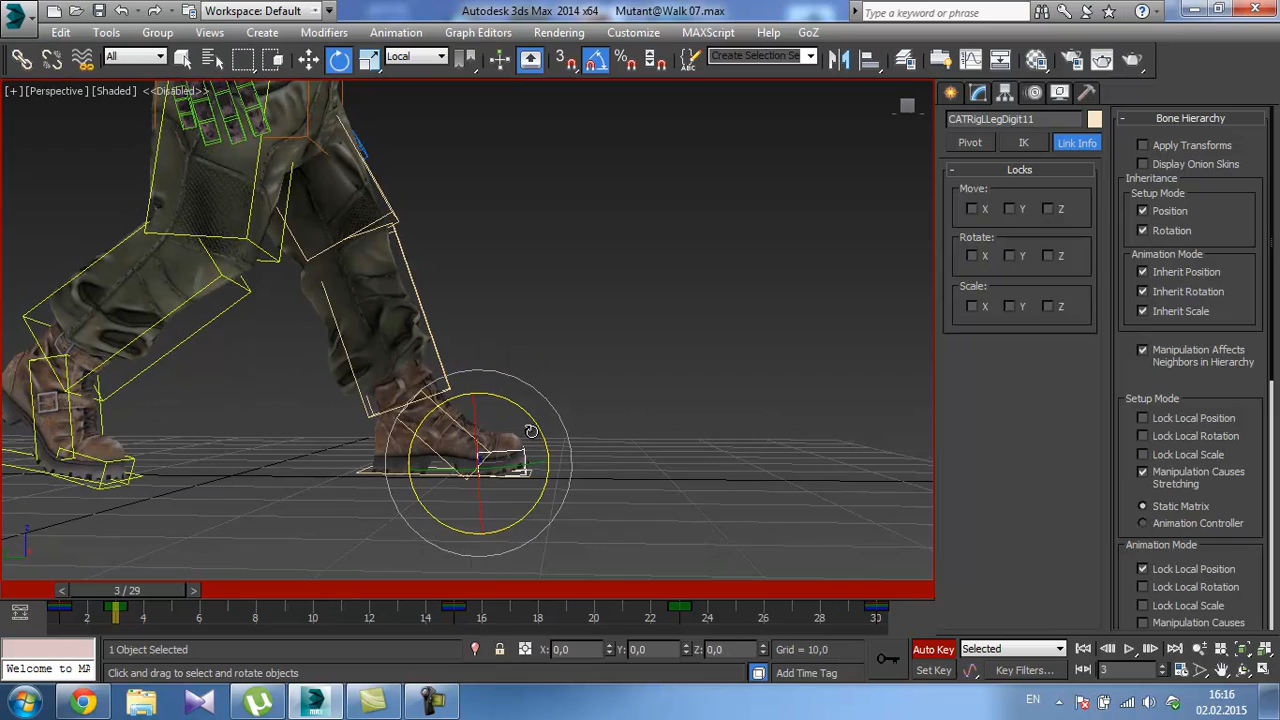 Workspace: Default
Autodesk 3ds Max 2014 x64 Mutant@Walk 07.max
Type a keyword or phrase
Edit Tools Group Views Create Modifiers Animation Graph Editors Rendering Customize MAXScript Help GoZ
All
Local
3
Create Selection Se
[+] [Perspective] [Shaded] <<Disabled>>
CATRigLLegDigit11
Pivot IK Link Info
- Locks
Move:
X Y Z
Rotate:
X Y Z
Scale:
X Y Z
- Bone Hierarchy
Apply Transforms
Display Onion Skins
Inheritance
Setup Mode
Position
Rotation
Animation Mode
Inherit Position
Inherit Rotation
Inherit Scale
Manipulation Affects
Neighbors in Hierarchy
Setup Mode
Lock Local Position
Lock Local Rotation
Lock Local Scale
Manipulation Causes
Stretching
Static Matrix
Animation Controller
Animation Mode
Lock Local Position
Lock Local Rotation
Lock Local Scale
Manipulation Causes
< 3 / 29 >
2 4 6 8 10 12 14 16 18 20 22 24 26 28 30
1 Object Selected
X: 0,0 Y: 0,0 Z: 0,0 Grid = 10,0
Auto Key Selected
Welcome to MA
Click and drag to select and rotate objects
Add Time Tag
Set Key Key Filters... 3
EN
16:16
02.02.2015